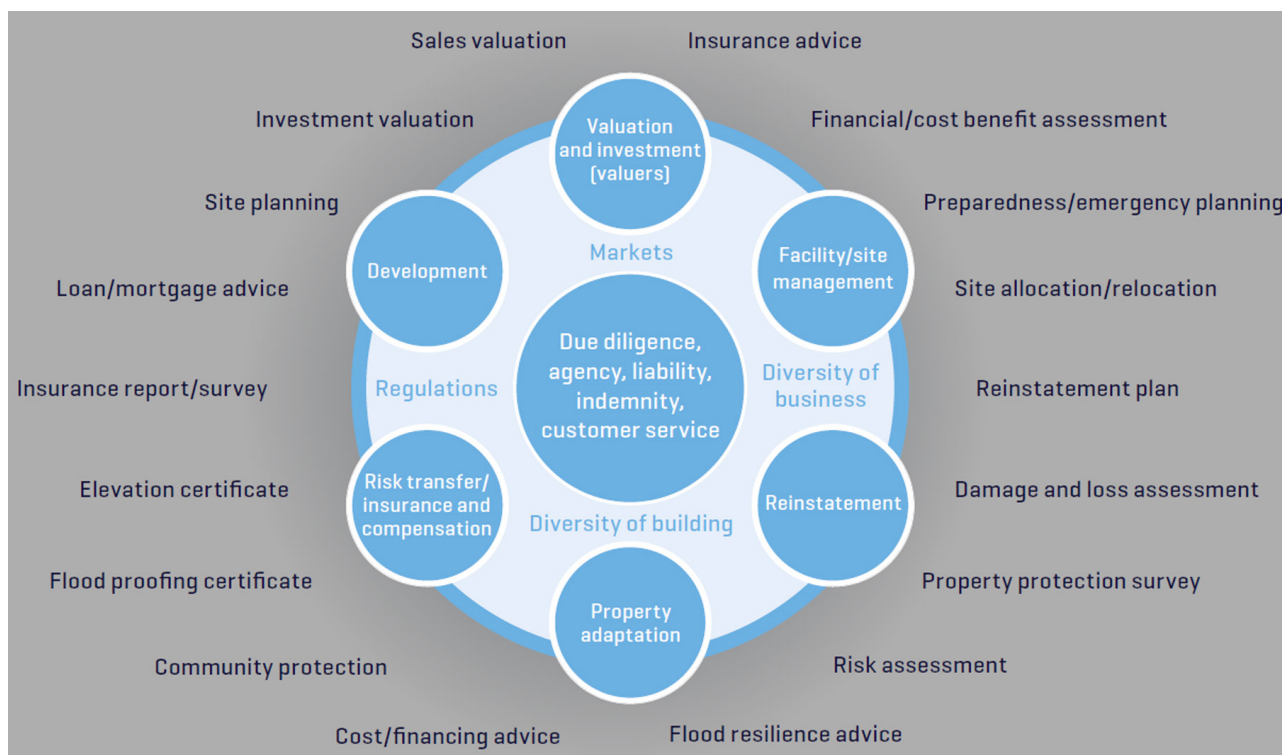 Sales valuation
Insurance advice
Investment valuation
Valuation
and investment
(valuers)
Financial/cost benefit assessment
Site planning
Preparedness/emergency planning
Development
Markets
Facility/site
management
Loan/mortgage advice
Site allocation/relocation
Insurance report/survey
Regulations
Due diligence,
agency, liability,
indemnity,
customer service
Diversity of
business
Reinstatement plan
Elevation certificate
Risk transfer/
insurance and
compensation
Diversity of building
Reinstatement
Damage and loss assessment
Flood proofing certificate
Property
adaptation
Property protection survey
Community protection
Risk assessment
Cost/financing advice
Flood resilience advice